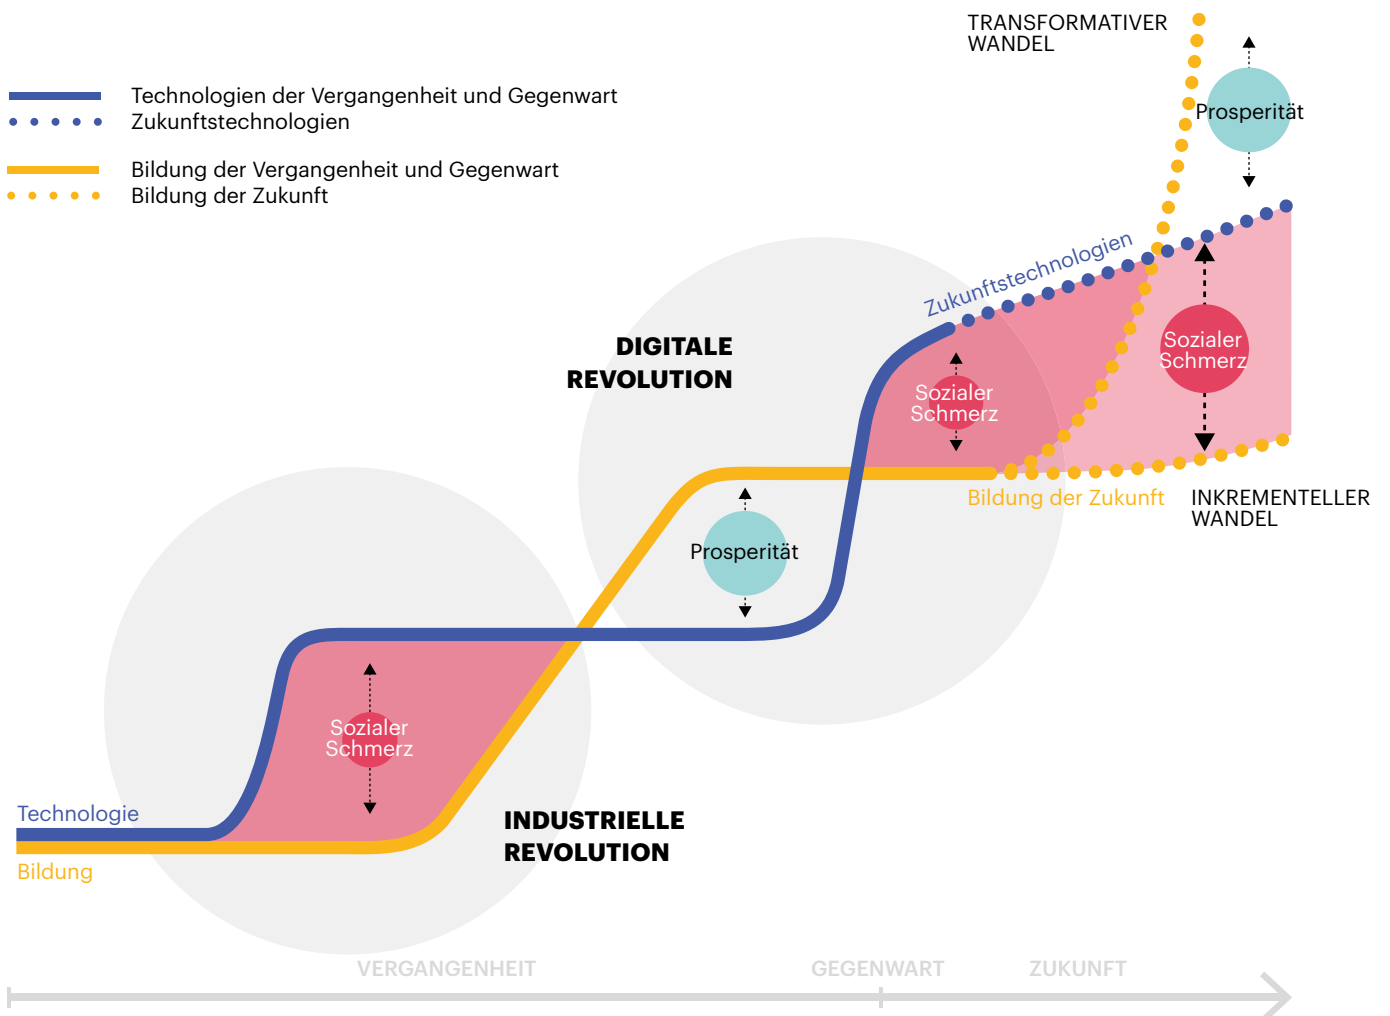 TRANSFORMATIVER
WANDEL
Prosperität
Technologien der Vergangenheit und Gegenwart
Zukunftstechnologien
Bildung der Vergangenheit und Gegenwart
Bildung der Zukunft
Zukunftstechnologien
DIGITALE
REVOLUTION
Sozialer
Schmerz
Sozialer
Schmerz
Bildung der Zukunft
INKREMENTELLER
WANDEL
Prosperität
Sozialer
Schmerz
Technologie
Bildung
INDUSTRIELLE
REVOLUTION
VERGANGENHEIT
GEGENWART
ZUKUNFT